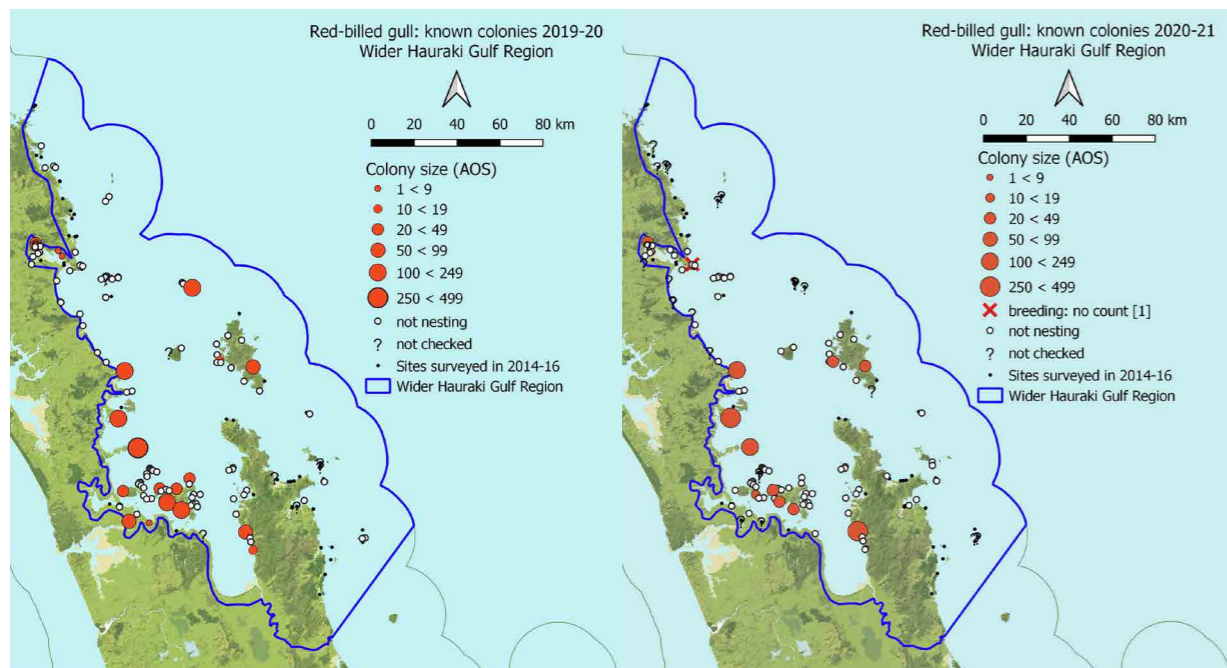 Red-billed gull: known colonies 2019-20
Wider Hauraki Gulf Region
0 20 40 60 80 km
Colony size (AOS)
1 < 9
10 < 19
20 < 49
50 < 99
100 < 249
250 < 499
not nesting
? not checked
Sites surveyed in 2014-16
Wider Hauraki Gulf Region
Red-billed gull: known colonies 2020-21
Wider Hauraki Gulf Region
0 20 40 60 80 km
Colony size (AOS)
1 < 9
10 < 19
20 < 49
50 < 99
100 < 249
250 < 499
breeding: no count [1]
not nesting
? not checked
Sites surveyed in 2014-16
Wider Hauraki Gulf Region